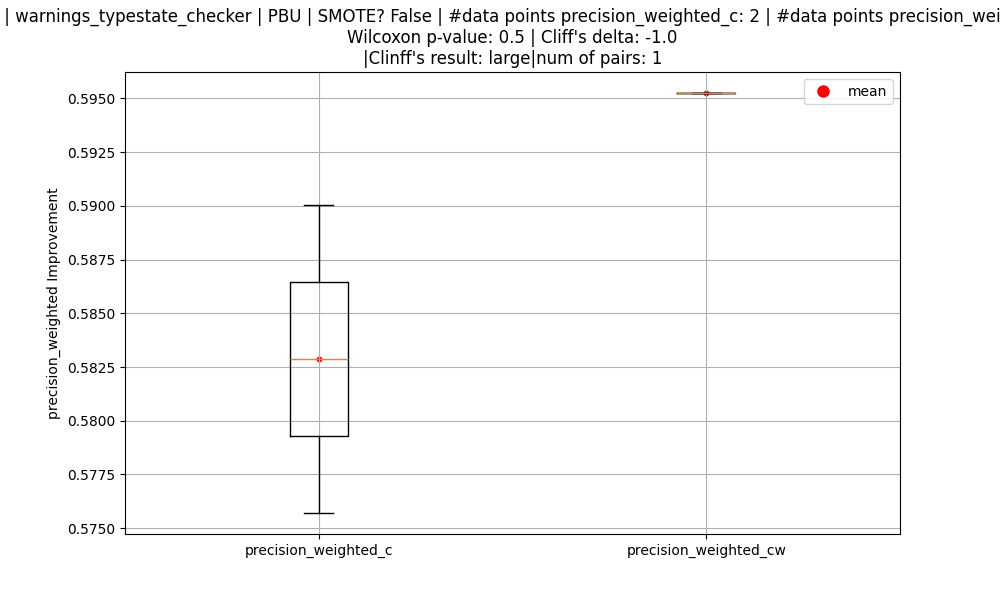 | warnings_typestate_checker | PBU | SMOTE? False | #data points precision_weighted_c: 2 | #data points precision_wei
Wilcoxon p-value: 0.5 | Cliff's delta: -1.0
|Clinff's result: large|num of pairs: 1
mean
0.5950
0.5925
0.5900
0.5875
0.5850
0.5825
0.5800
0.5775
0.5750
precision_weighted Improvement
precision_weighted_c
precision_weighted_cw